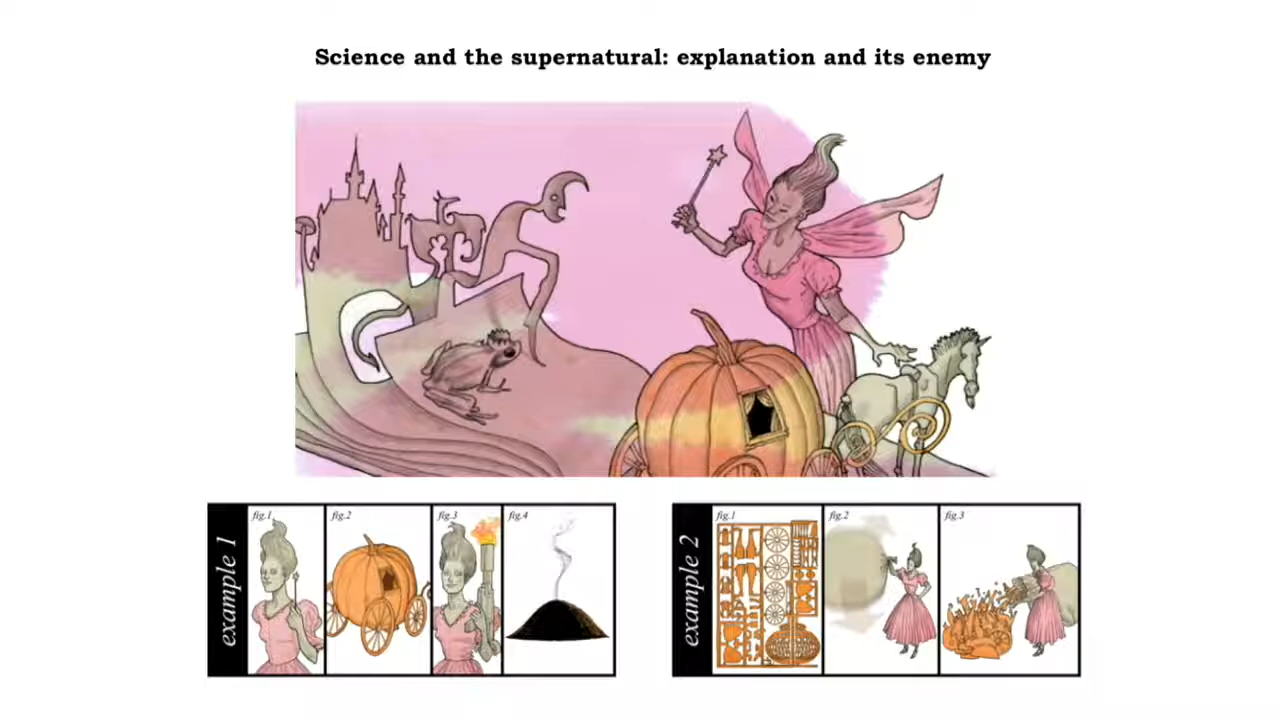 Science and the supernatural: explanation and its enemy
example 1
fig.1
fig.2
fig.3
fig.4
example 2
fig.1
fig.2
fig.3